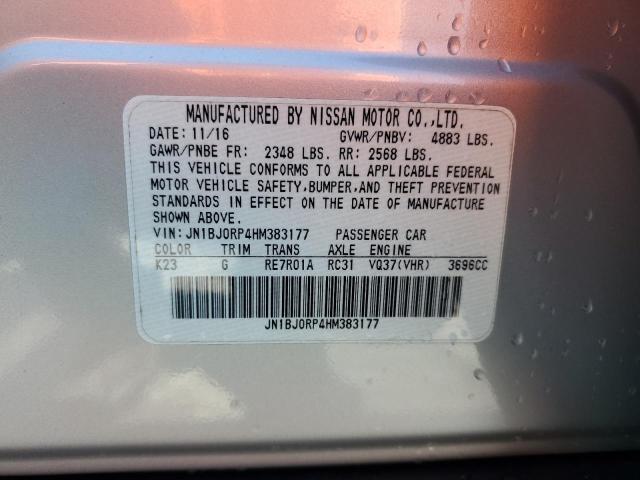 MANUFACTURED BY NISSAN MOTOR CO.,LTD.
DATE: 11/16 GVWR/PNBV: 4883 LBS.
GAWR/PNBE FR: 2348 LBS. RR: 2568 LBS.
THIS VEHICLE CONFORMS TO ALL APPLICABLE FEDERAL
MOTOR VEHICLE SAFETY,BUMPER,AND THEFT PREVENTION
STANDARDS IN EFFECT ON THE DATE OF MANUFACTURE
SHOWN ABOVE.
VIN:JN1BJ0RP4HM383177 PASSENGER CAR
COLOR TRIM TRANS AXLE ENGINE
K23 G RE7R01A RC31 VQ37(VHR) 3696CC
JN1BJ0RP4HM383177